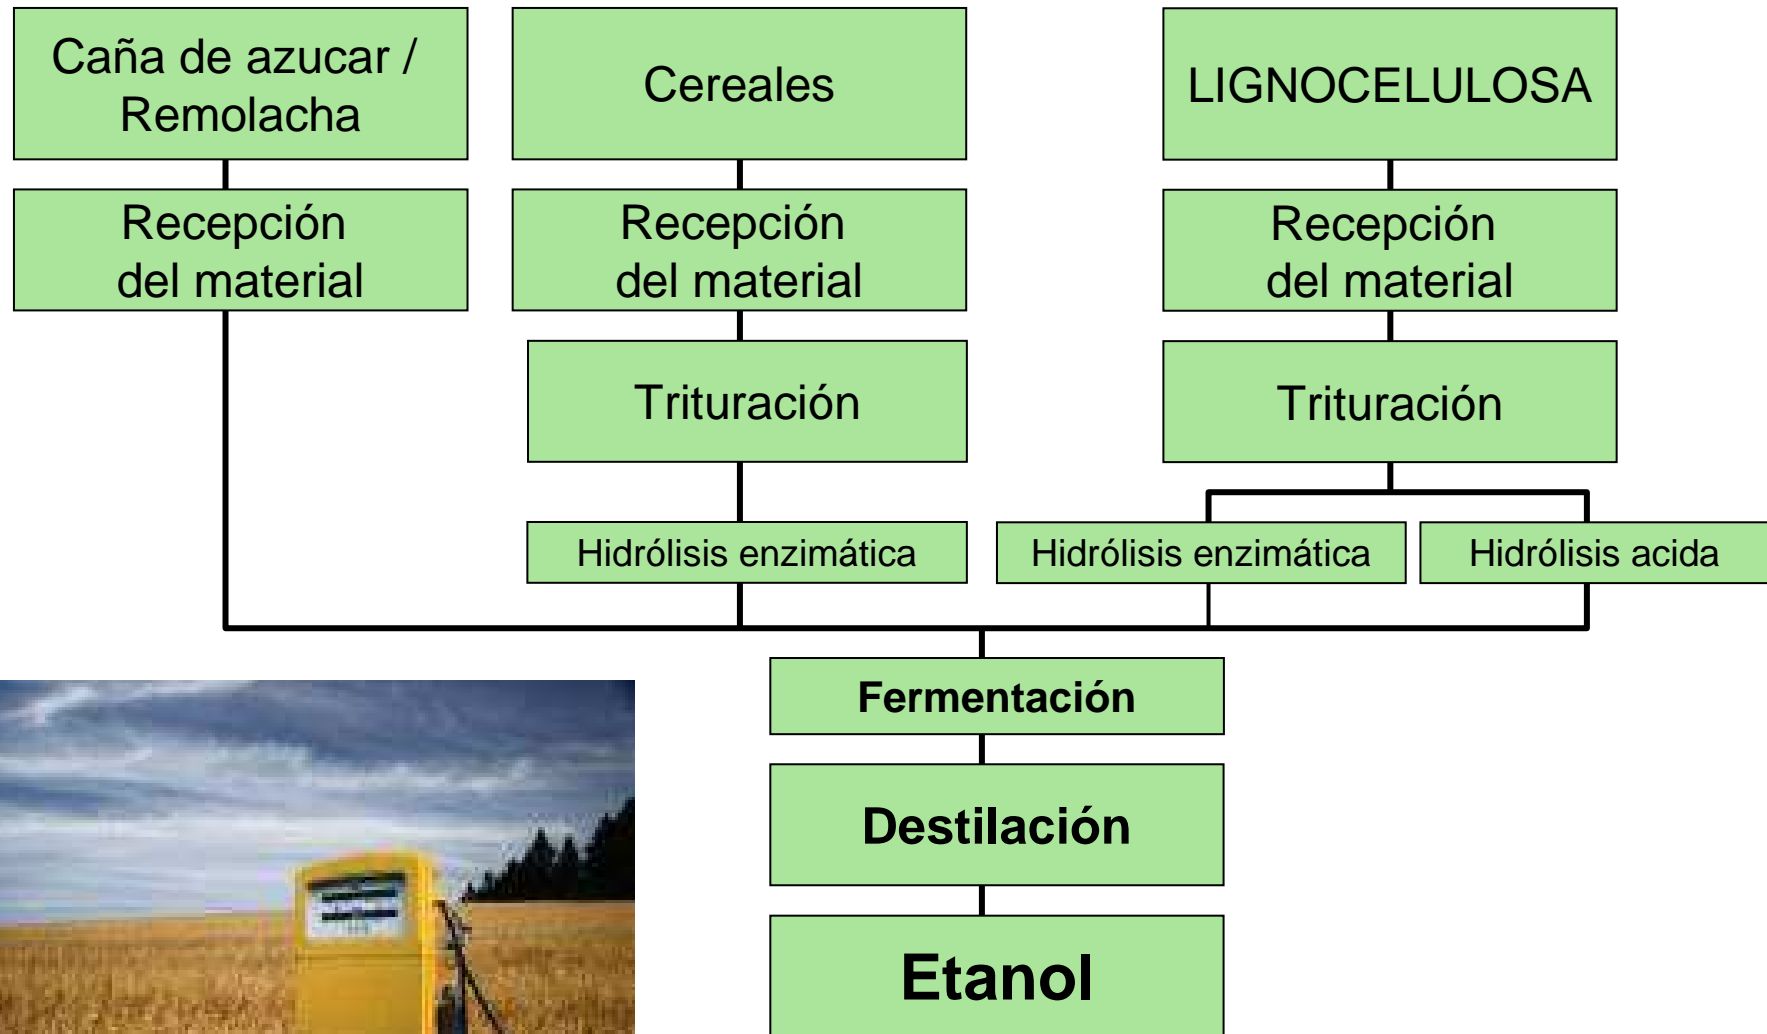 Caña de azucar /
Remolacha
Cereales
LIGNOCELULOSA
Recepción
del material
Recepción
del material
Recepción
del material
Trituración
Trituración
Hidrólisis enzimática
Hidrólisis enzimática
Hidrólisis acida
Fermentación
Destilación
Etanol